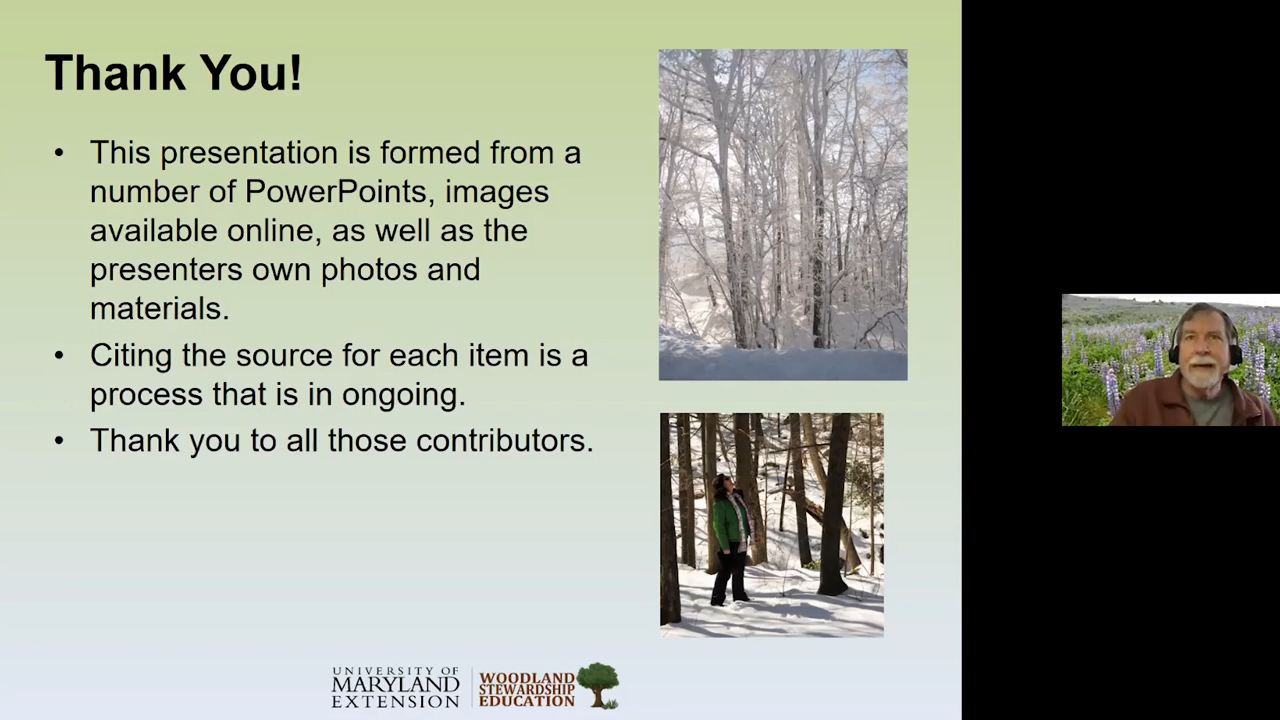 Thank You!
• This presentation is formed from a
number of PowerPoints, images
available online, as well as the
presenters own photos and
materials.
• Citing the source for each item is a
process that is in ongoing.
• Thank you to all those contributors.
UNIVERSITY OF
MARYLAND
EXTENSION
WOODLAND
STEWARDSHIP
EDUCATION